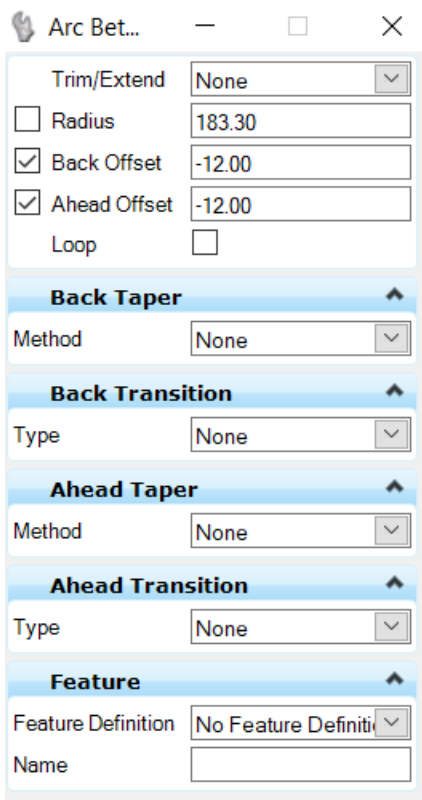 Arc Bet...
Trim/Extend None
Radius 183.30
Back Offset -12.00
Ahead Offset -12.00
Loop
Back Taper
Method None
Back Transition
Type None
Ahead Taper
Method None
Ahead Transition
Type None
Feature
Feature Definition No Feature Definiti
Name